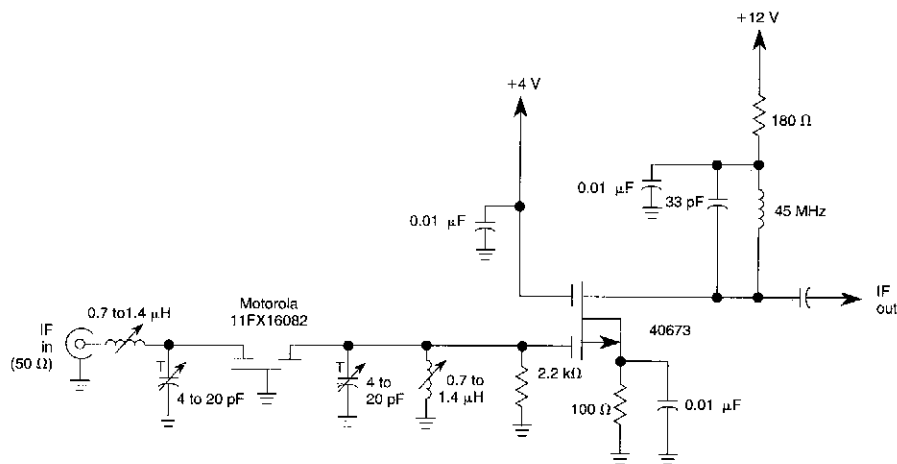 +12 V
+4 V
180 Ω
0.01 µF
33 pF
45 MHz
0.01 µF
IF
out
Motorola
11FX16082
0.7 to1.4 µH
IF
in
(50 Ω)
40673
2.2 kΩ
T
4 to 20 pF
T
4 to
20 pF
0.7 to
1.4 µH
100 Ω
0.01 µF